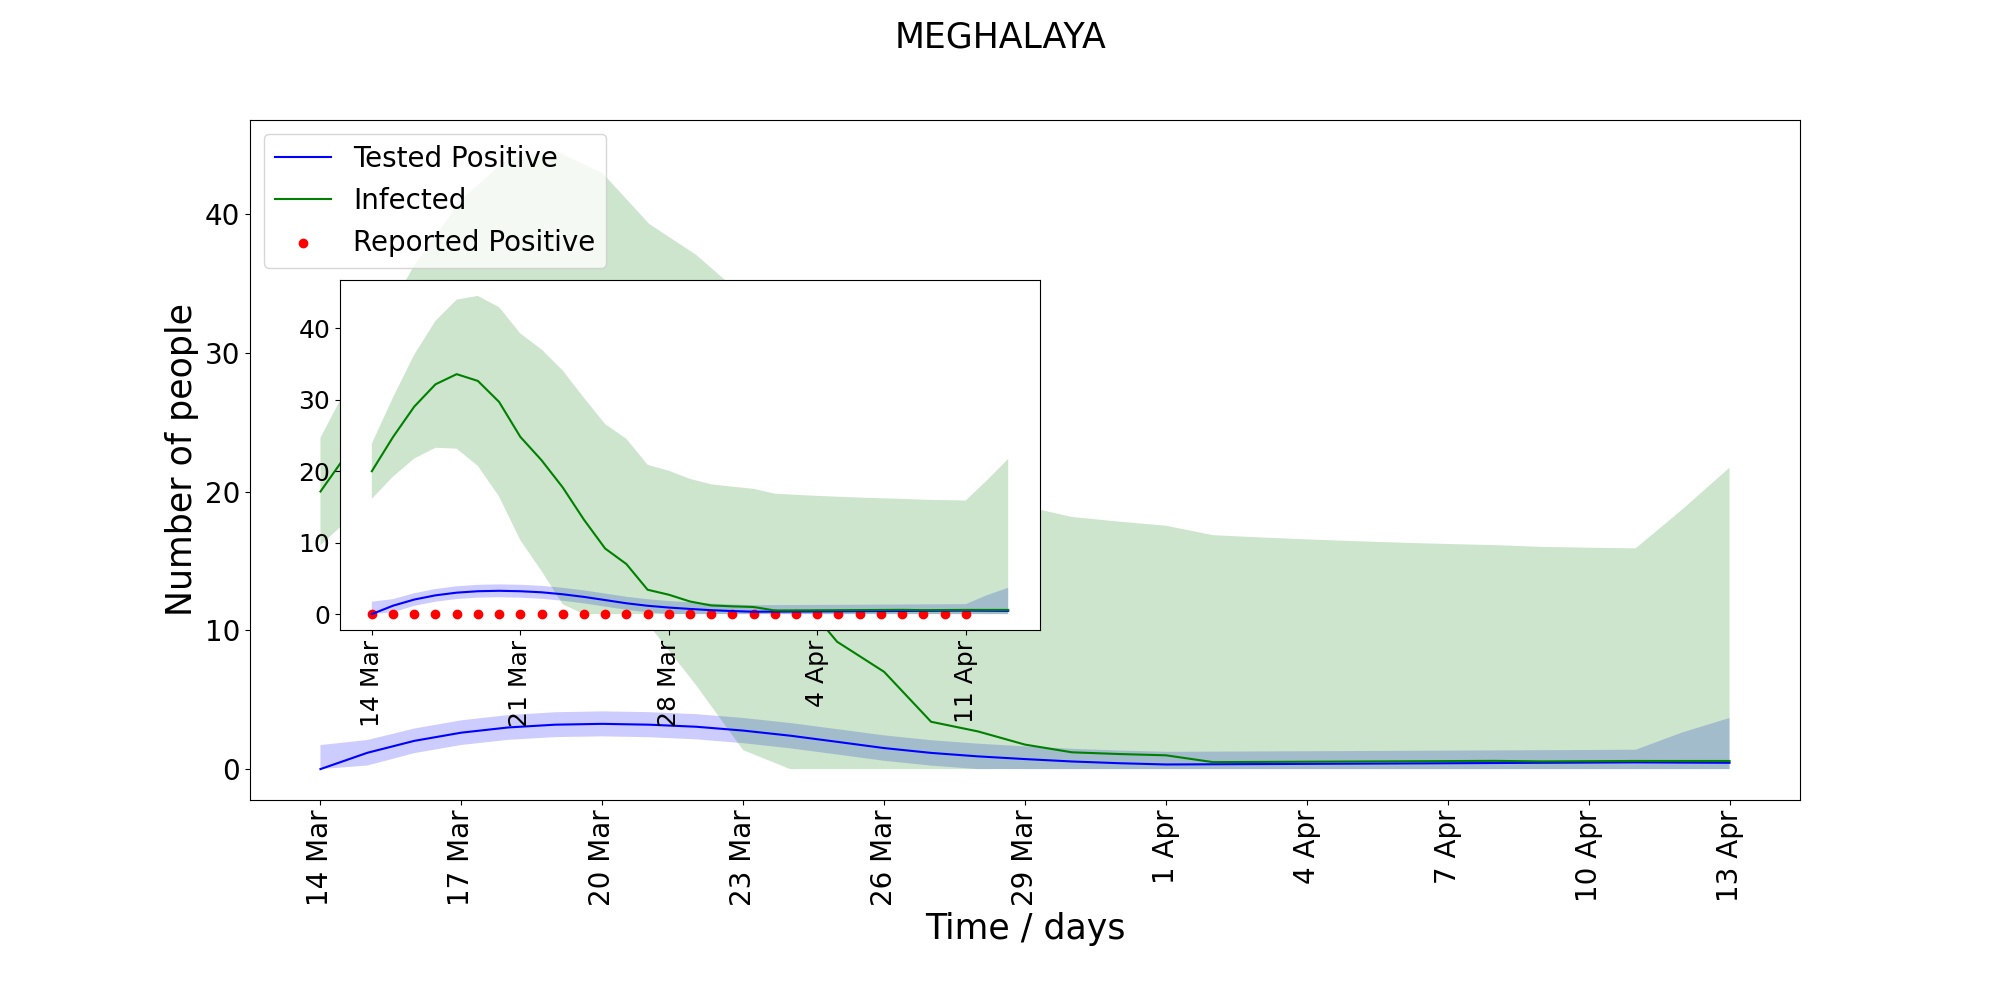 MEGHALAYA
Tested Positive
Infected
Reported Positive
Number of people
40
30
20
10
0
40
30
20
10
0
14 Mar
21 Mar
28 Mar
4 Apr
11 Apr
14 Mar
17 Mar
20 Mar
23 Mar
26 Mar
29 Mar
1 Apr
4 Apr
7 Apr
10 Apr
13 Apr
Time / days